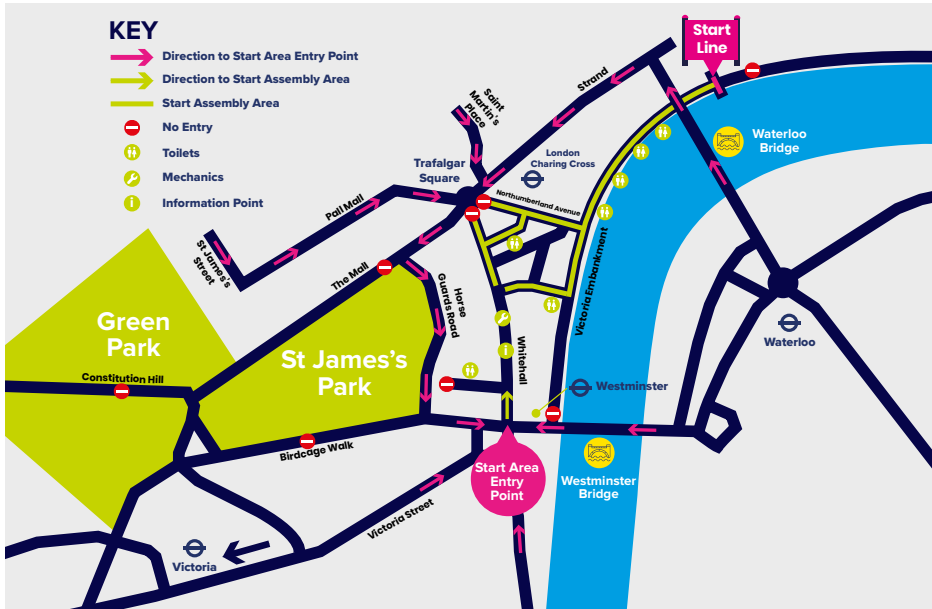 KEY
Direction to Start Area Entry Point
Direction to Start Assembly Area
Start Assembly Area
No Entry
Toilets
Mechanics
i
Information Point
Start
Line
Strand
Saint
Martin's
Place
London
Charing Cross
Trafalgar
Square
Waterloo
Bridge
Northumberland Avenue
Pall Mall
St James's
Street
The Mall
Horse
Guards Road
Victoria Embankment
Green
Park
St James's
Park
Whitehall
i
Waterloo
Constitution Hill
Westminster
Birdcage Walk
Start Area
Entry
Point
Westminster
Bridge
Victoria Street
Victoria